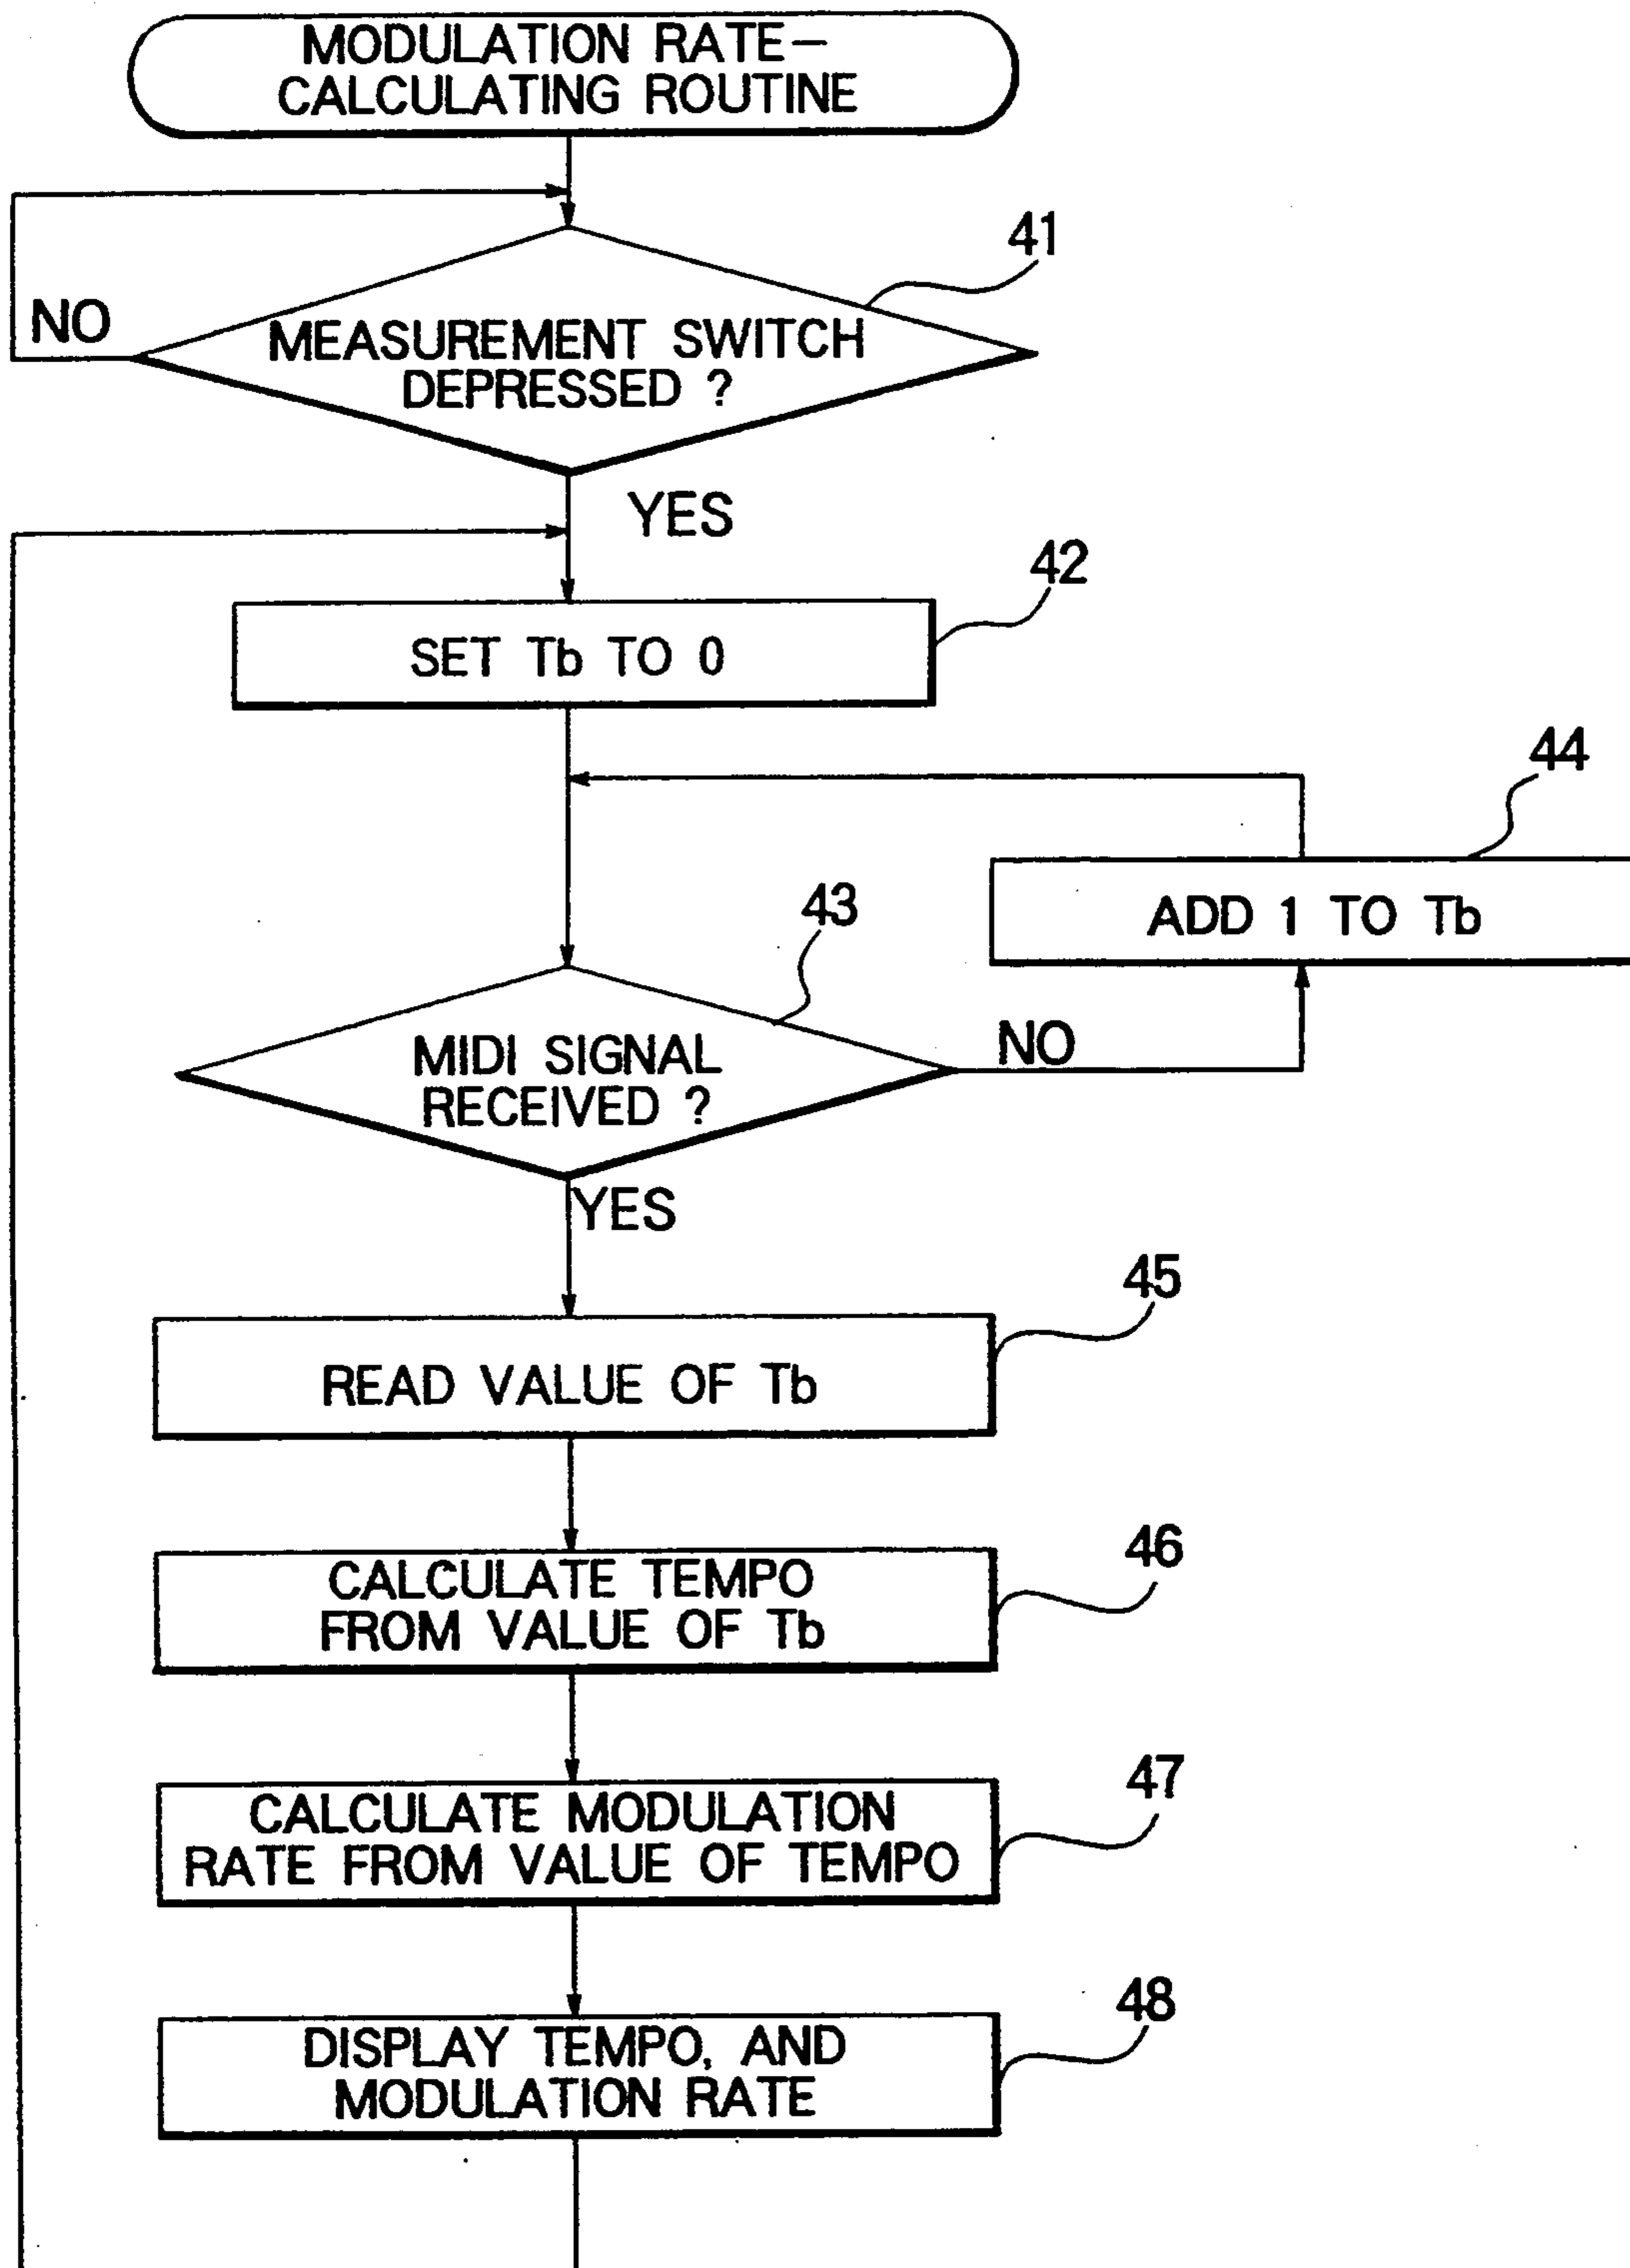 MODULATION RATE-
CALCULATING ROUTINE
41
NO
MEASUREMENT SWITCH
DEPRESSED ?
YES
42
SET Tb TO 0
44
ADD 1 TO Tb
43
MIDI SIGNAL
RECEIVED ?
NO
YES
45
READ VALUE OF Tb
46
CALCULATE TEMPO
FROM VALUE OF Tb
47
CALCULATE MODULATION
RATE FROM VALUE OF TEMPO
48
DISPLAY TEMPO, AND
MODULATION RATE